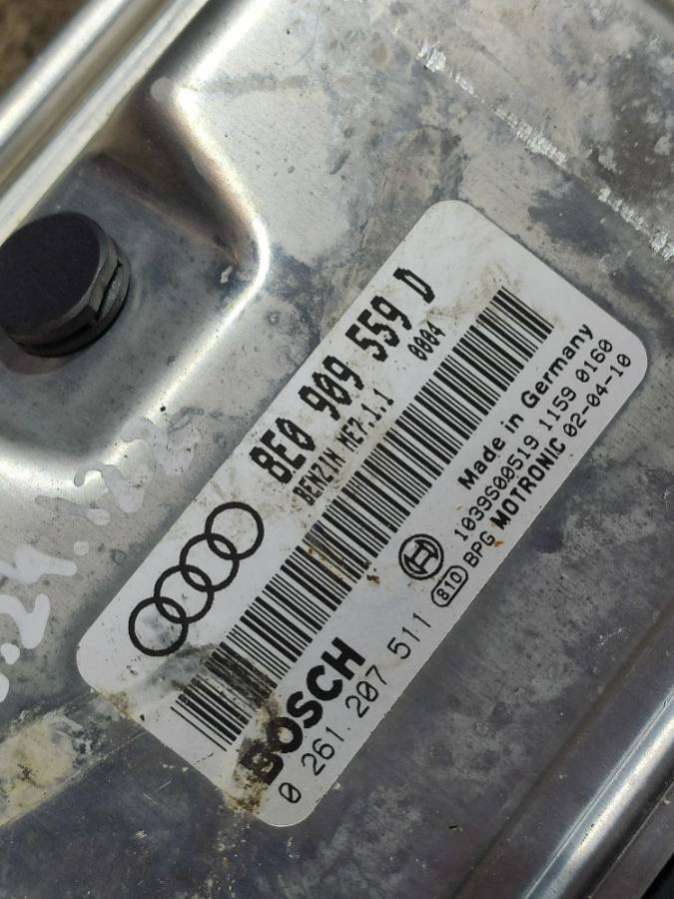 8E0 909 559 D
BENZIN ME7.1.1 0004
Made in Germany
1039S00519 1159 0160
810 BPG MOTRONIC 02-04-10
BOSCH
0 261 207 511